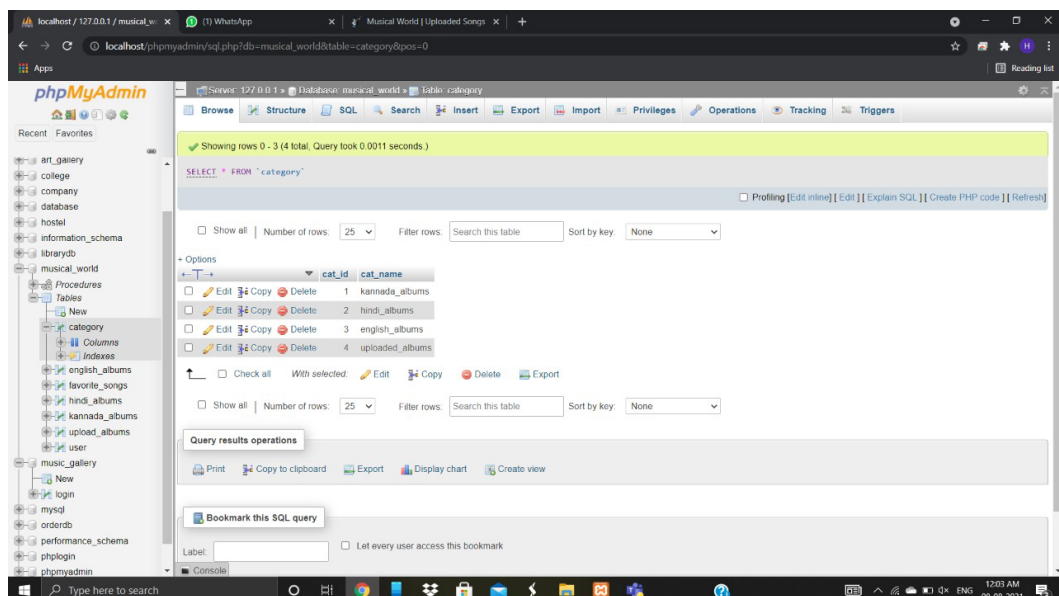 localhost / 127.0.0.1 / musical_w
(1) WhatsApp
Musical World | Uploaded Songs
localhost/phpmyadmin/sql.php?db=musical_world&table=category&pos=0
H
Apps
Reading list
phpMyAdmin
Recent Favorites
art_gallery
college
company
database
hostel
information_schema
librarydb
musical_world
Procedures
Tables
New
category
Columns
Indexes
english_albums
favorite_songs
hindi_albums
kannada_albums
upload_albums
user
music_gallery
New
login
mysql
orderdb
performance_schema
phplogin
phpmyadmin
Server: 127.0.0.1 » Database: musical_world » Table: category
Browse Structure SQL Search Insert Export Import Privileges Operations Tracking Triggers
Showing rows 0 - 3 (4 total, Query took 0.0011 seconds.)
SELECT * FROM `category`
Profiling [Edit inline] [ Edit ] [ Explain SQL ] [ Create PHP code ] [ Refresh]
Show all | Number of rows: 25 Filter rows: Search this table Sort by key: None
+ Options
←T→ cat_id cat_name
Edit Copy Delete 1 kannada_albums
Edit Copy Delete 2 hindi_albums
Edit Copy Delete 3 english_albums
Edit Copy Delete 4 uploaded_albums
Check all With selected: Edit Copy Delete Export
Show all | Number of rows: 25 Filter rows: Search this table Sort by key: None
Query results operations
Print Copy to clipboard Export Display chart Create view
Bookmark this SQL query
Label: Let every user access this bookmark
Console
Type here to search
ENG
12:03 AM